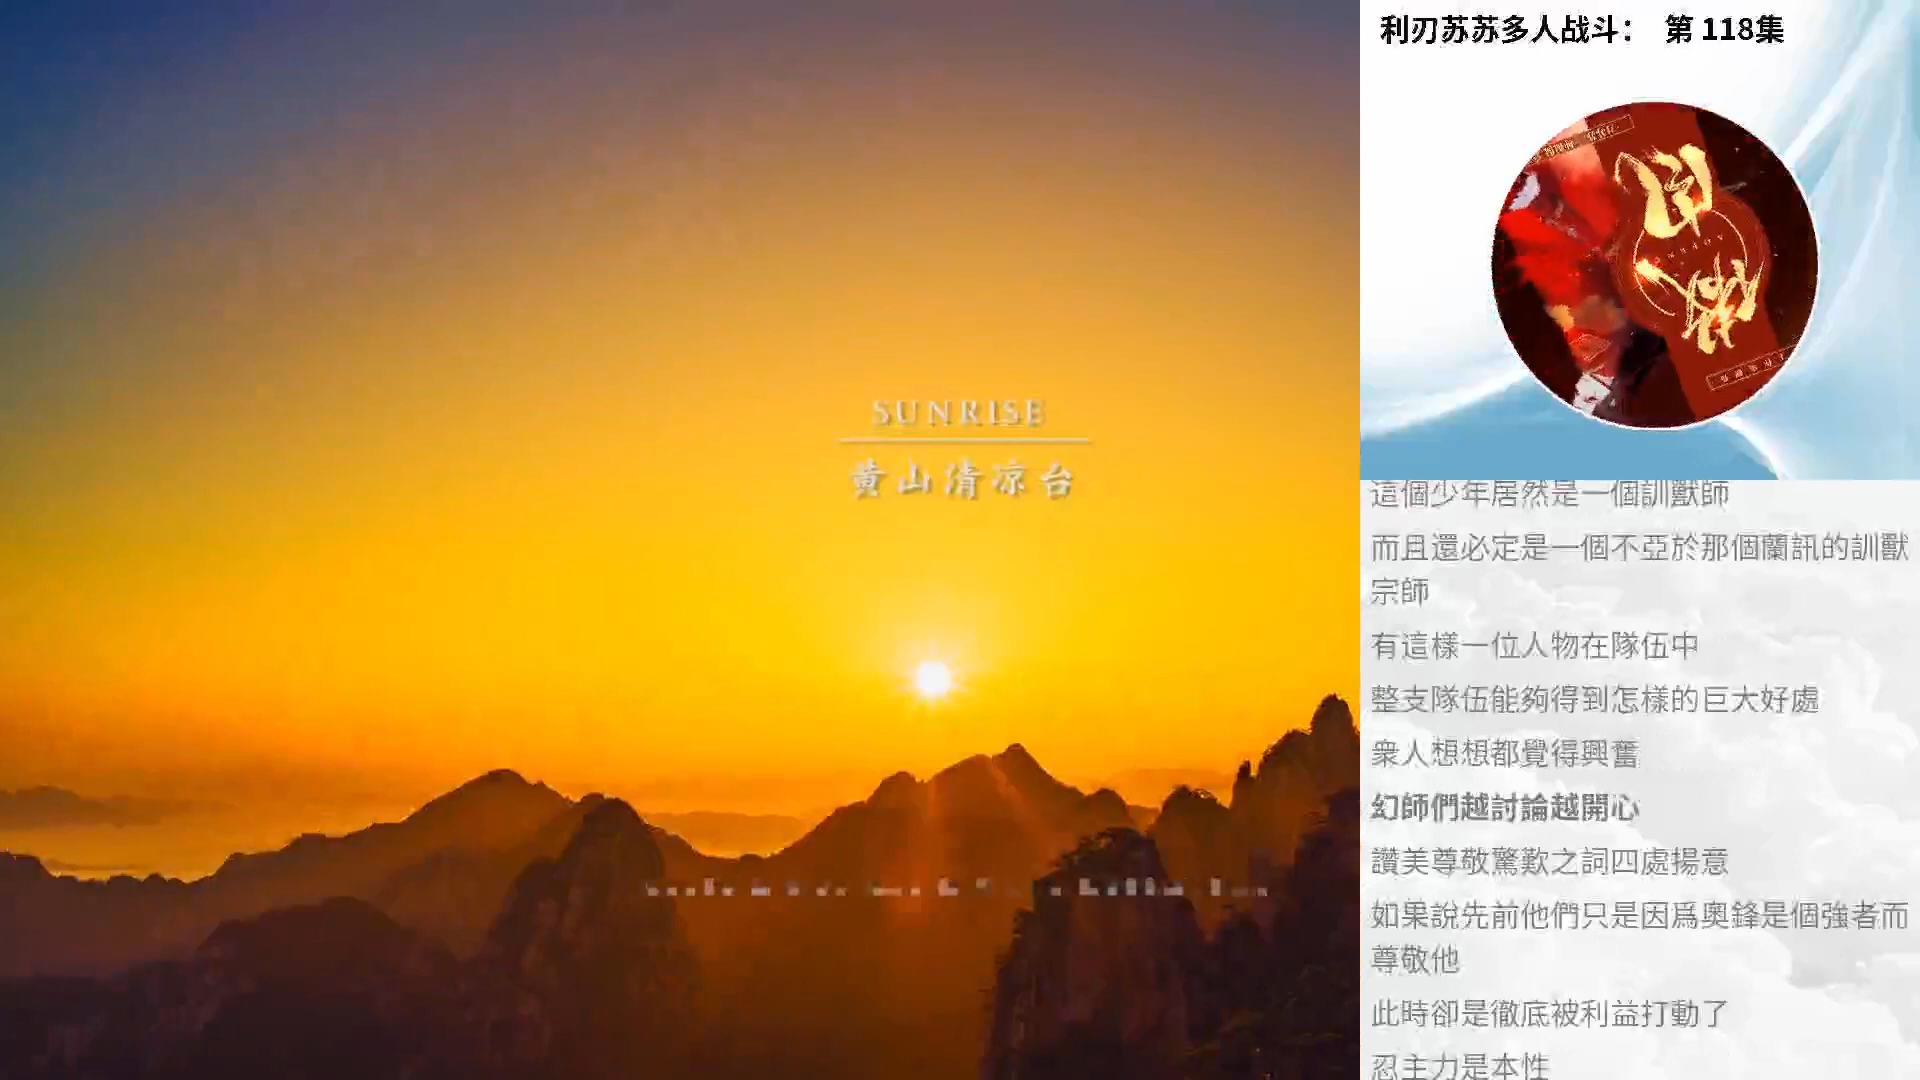 SUNRISE
黄山清凉台
利刃苏苏多人战斗： 第 118集
這個少年居然是一個訓獸師
而且還必定是一個不亞於那個蘭訊的訓獸
宗師
有這樣一位人物在隊伍中
整支隊伍能夠得到怎樣的巨大好處
衆人想想都覺得興奮
幻師們越討論越開心
讚美尊敬驚歎之詞四處揚意
如果說先前他們只是因爲奧鋒是個強者而
尊敬他
此時卻是徹底被利益打動了
忍主力是本性